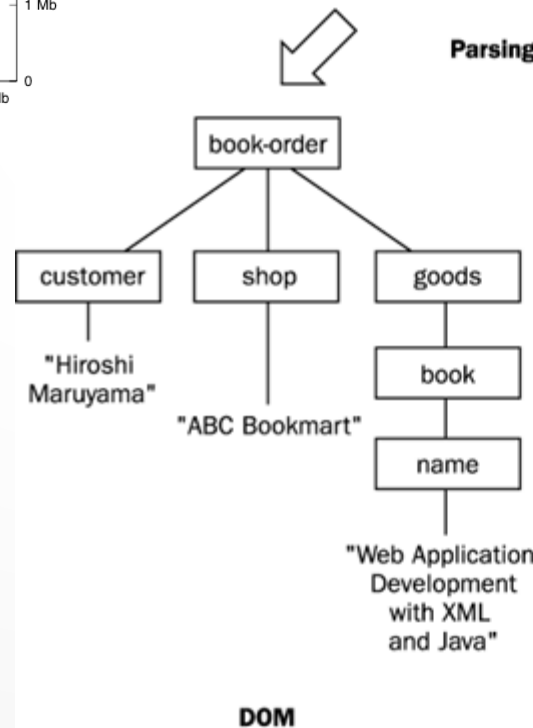 1 Mb
0
Parsing
book-order
customer
shop
goods
"Hiroshi
Maruyama"
book
"ABC Bookmart"
name
"Web Application
Development
with XML
and Java"
DOM